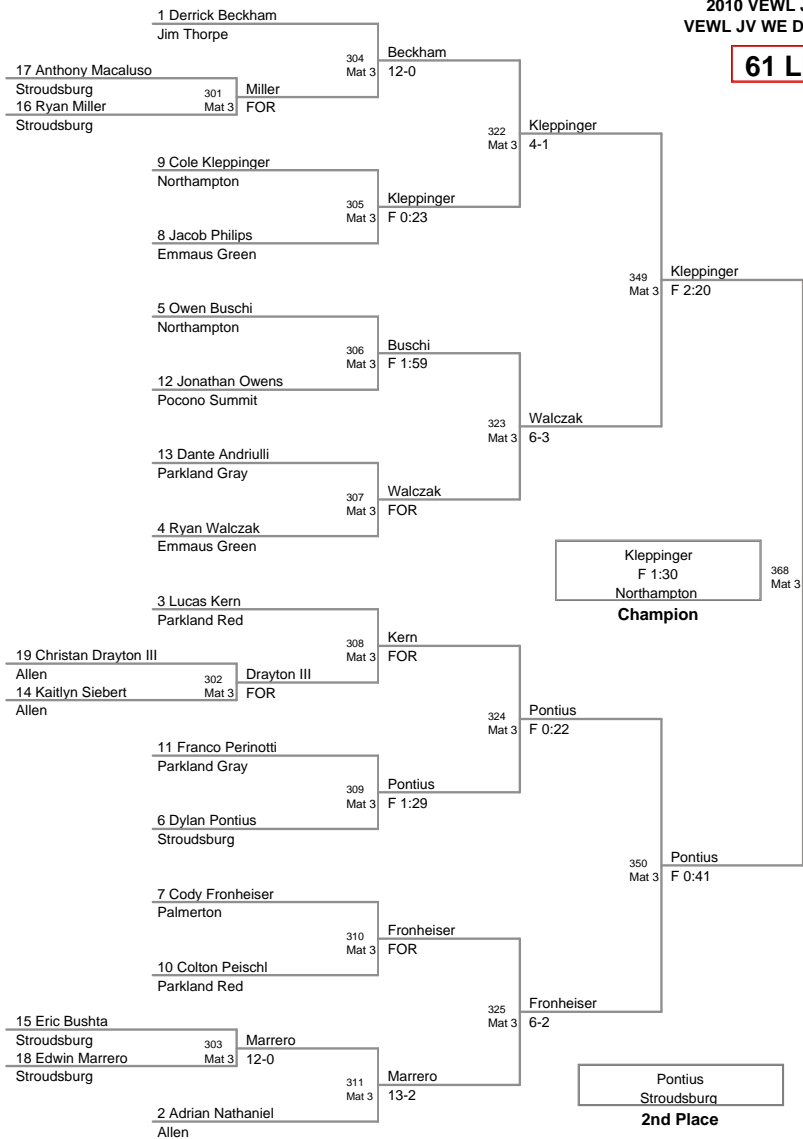 2010 VEWL J
VEWL JV WE D
61 L
1 Derrick Beckham
Jim Thorpe
304
Mat 3
Beckham
12-0
17 Anthony Macaluso
Stroudsburg
16 Ryan Miller
Stroudsburg
301
Mat 3
Miller
FOR
322
Mat 3
Kleppinger
4-1
9 Cole Kleppinger
Northampton
305
Mat 3
Kleppinger
F 0:23
8 Jacob Philips
Emmaus Green
349
Mat 3
Kleppinger
F 2:20
5 Owen Buschi
Northampton
306
Mat 3
Buschi
F 1:59
12 Jonathan Owens
Pocono Summit
323
Mat 3
Walczak
6-3
13 Dante Andriulli
Parkland Gray
307
Mat 3
Walczak
FOR
4 Ryan Walczak
Emmaus Green
Kleppinger
F 1:30
Northampton
Champion
368
Mat 3
3 Lucas Kern
Parkland Red
308
Mat 3
Kern
FOR
19 Christan Drayton III
Allen
14 Kaitlyn Siebert
Allen
302
Mat 3
Drayton III
FOR
324
Mat 3
Pontius
F 0:22
11 Franco Perinotti
Parkland Gray
309
Mat 3
Pontius
F 1:29
6 Dylan Pontius
Stroudsburg
350
Mat 3
Pontius
F 0:41
7 Cody Fronheiser
Palmerton
310
Mat 3
Fronheiser
FOR
10 Colton Peischl
Parkland Red
325
Mat 3
Fronheiser
6-2
15 Eric Bushta
Stroudsburg
18 Edwin Marrero
Stroudsburg
303
Mat 3
Marrero
12-0
311
Mat 3
Marrero
13-2
2 Adrian Nathaniel
Allen
Pontius
Stroudsburg
2nd Place